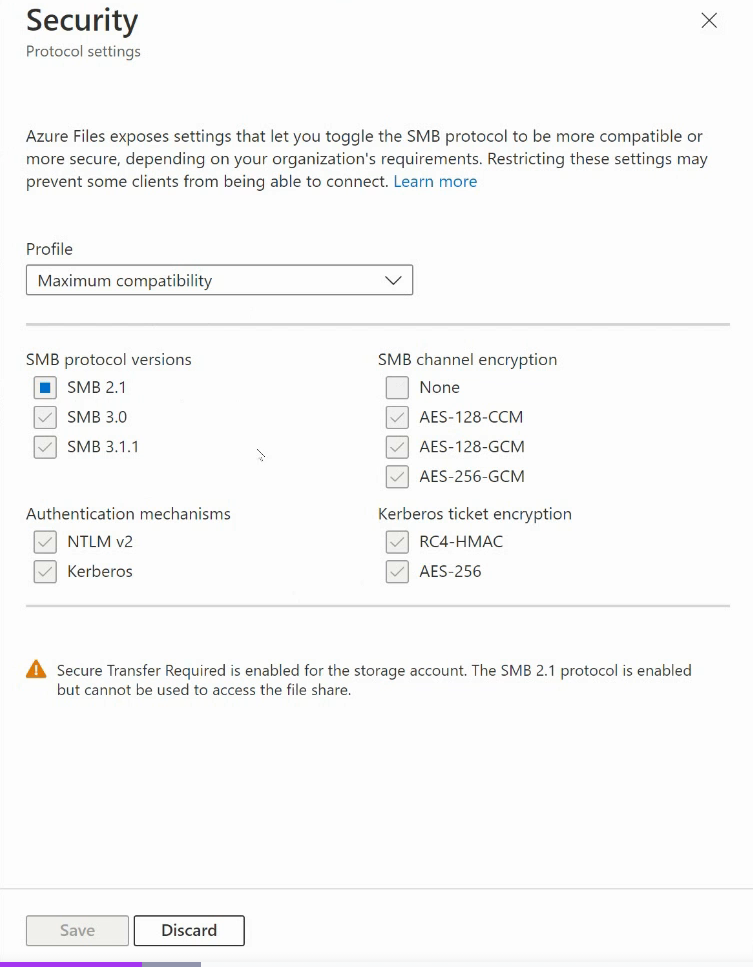 Security
Protocol settings
Azure Files exposes settings that let you toggle the SMB protocol to be more compatible or
more secure, depending on your organization's requirements. Restricting these settings may
prevent some clients from being able to connect. Learn more
Profile
Maximum compatibility
SMB protocol versions
SMB 2.1
SMB 3.0
SMB 3.1.1
SMB channel encryption
None
AES-128-CCM
AES-128-GCM
AES-256-GCM
Authentication mechanisms
NTLM v2
Kerberos
Kerberos ticket encryption
RC4-HMAC
AES-256
Secure Transfer Required is enabled for the storage account. The SMB 2.1 protocol is enabled
but cannot be used to access the file share.
Save
Discard